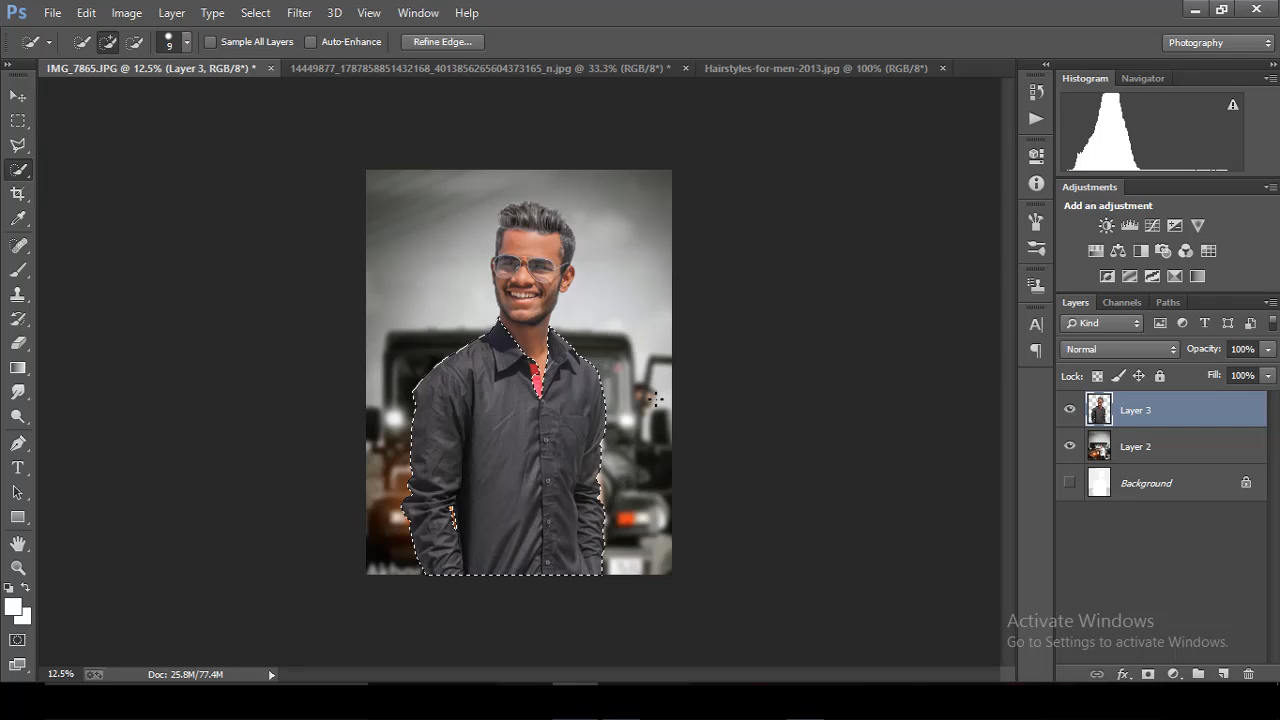 Ps File Edit Image Layer Type Select Filter 3D View Window Help
9 Sample All Layers Auto-Enhance Refine Edge... Photography
IMG_7865.JPG @ 12.5% (Layer 3, RGB/8*) * × 14449877_1787858851432168_4013856265604373165_n.jpg @ 33.3% (RGB/8*) * × Hairstyles-for-men-2013.jpg @ 100% (RGB/8*) ×
Histogram Navigator
Adjustments
Add an adjustment
Layers Channels Paths
Kind
Normal Opacity: 100%
Lock: Fill: 100%
Layer 3
Layer 2
Background
Activate Windows
Go to Settings to activate Windows.
12.5% Doc: 25.8M/77.4M